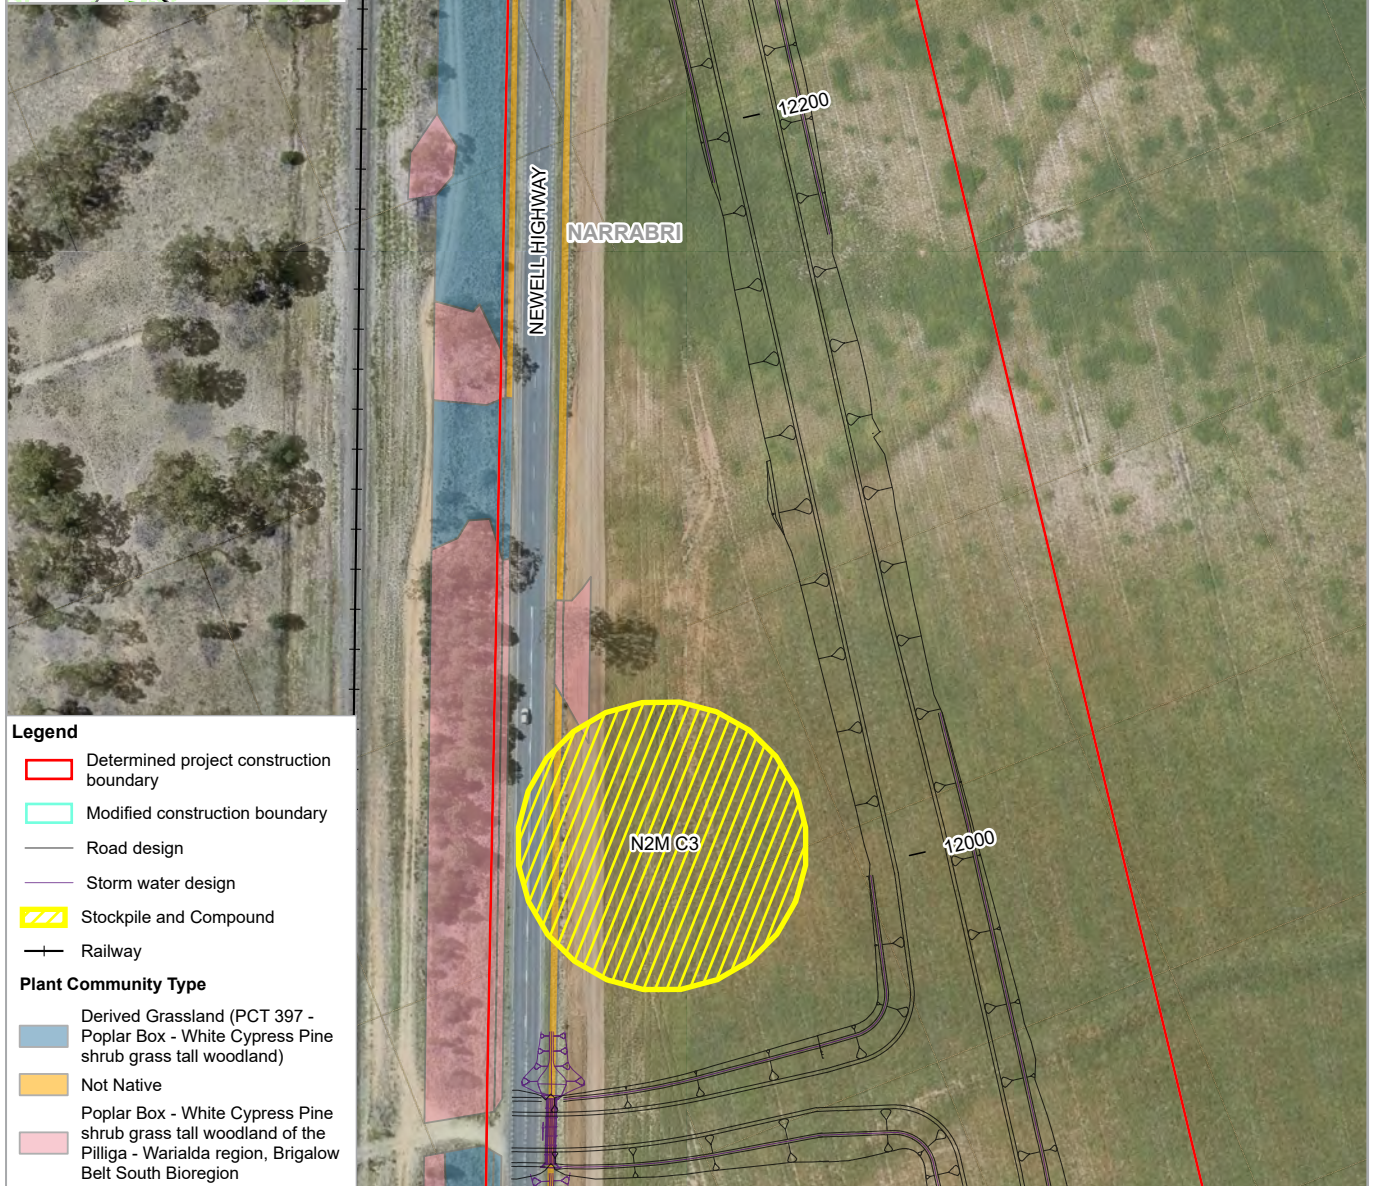 12200
NEWELL HIGHWAY
NARRABRI
N2M C3
12000
Legend
Determined project construction
boundary
Modified construction boundary
Road design
Storm water design
Stockpile and Compound
Railway
Plant Community Type
Derived Grassland (PCT 397 -
Poplar Box - White Cypress Pine
shrub grass tall woodland)
Not Native
Poplar Box - White Cypress Pine
shrub grass tall woodland of the
Pilliga - Warialda region, Brigalow
Belt South Bioregion